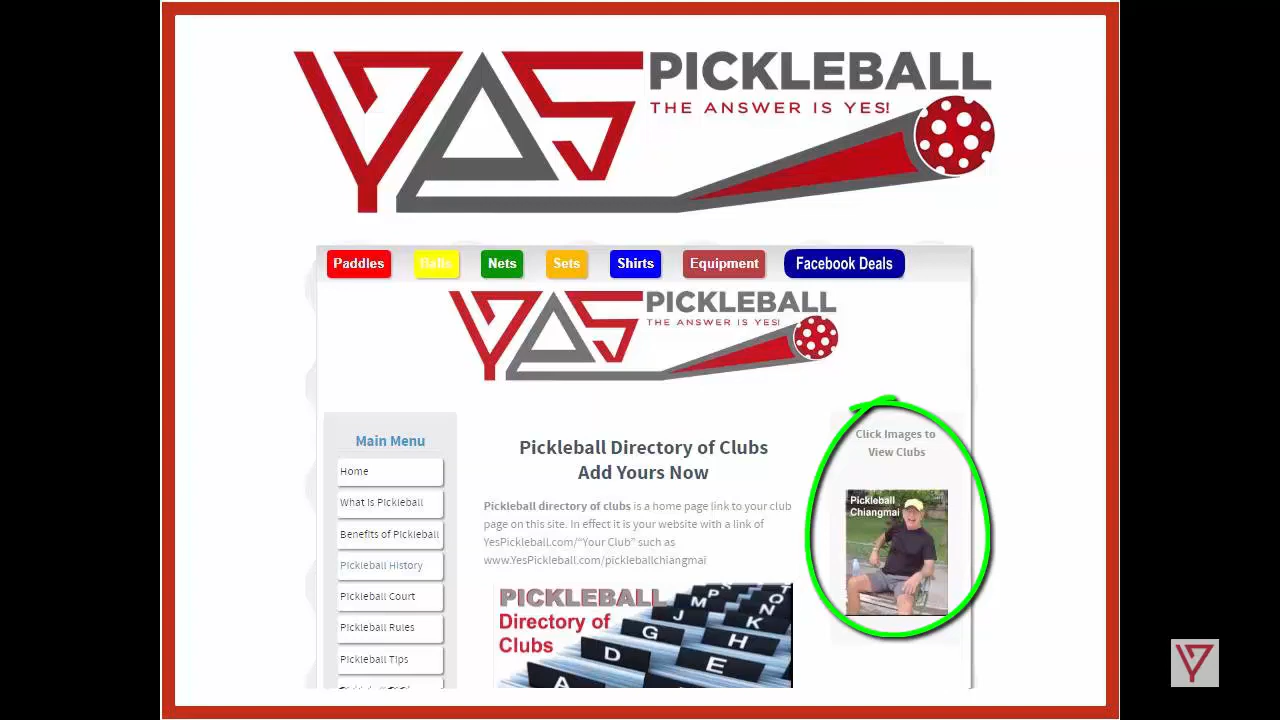 YES PICKLEBALL
THE ANSWER IS YES!
Paddles Balls Nets Sets Shirts Equipment Facebook Deals
YES PICKLEBALL
THE ANSWER IS YES!
Main Menu
Home
What is Pickleball
Benefits of Pickleball
Pickleball History
Pickleball Court
Pickleball Rules
Pickleball Tips
Pickleball Directory of Clubs
Add Yours Now
Pickleball directory of clubs is a home page link to your club
page on this site. In effect it is your website with a link of
YesPickleball.com/“Your Club” such as
www.YesPickleball.com/pickleballchiangmai
PICKLEBALL
Directory of
Clubs
A
D
G
J
M
P
E
H
K
N
Q
Click Images to
View Clubs
Pickleball
Chiangmai
Y